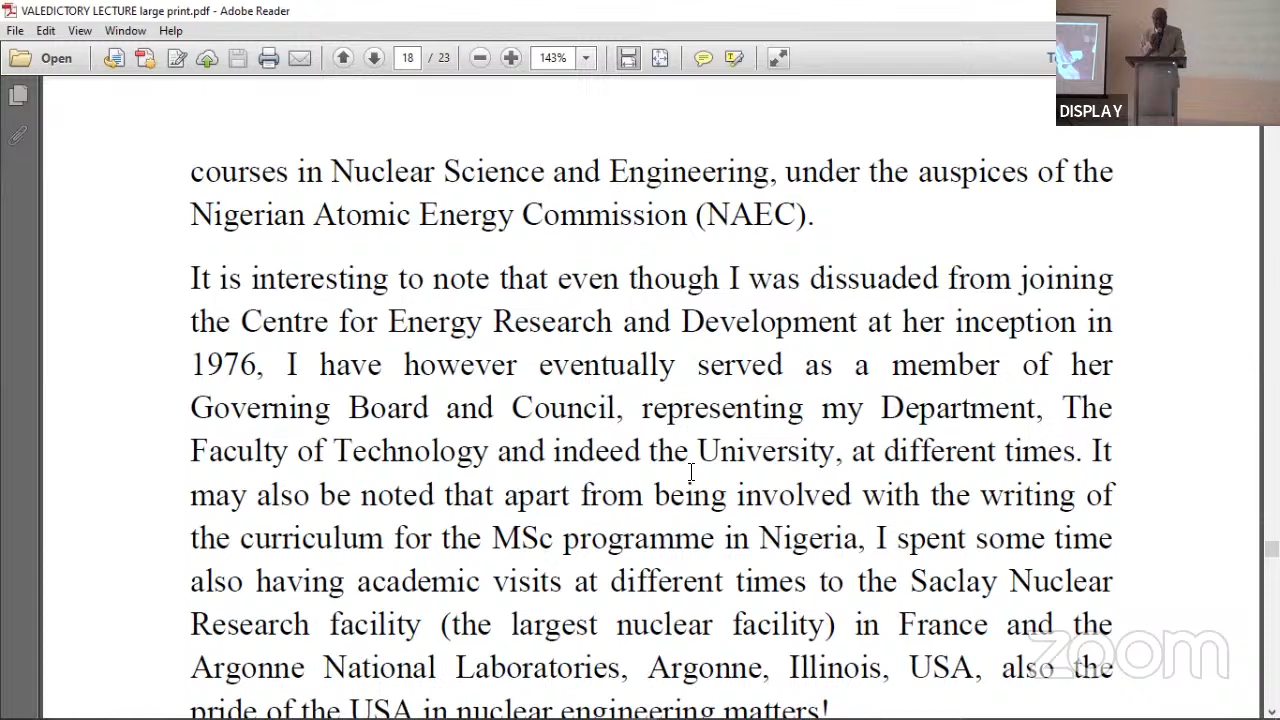 VALEDICTORY LECTURE large print.pdf - Adobe Reader
File Edit View Window Help
Open 18 / 23 143%
DISPLAY
courses in Nuclear Science and Engineering, under the auspices of the
Nigerian Atomic Energy Commission (NAEC).
It is interesting to note that even though I was dissuaded from joining
the Centre for Energy Research and Development at her inception in
1976, I have however eventually served as a member of her
Governing Board and Council, representing my Department, The
Faculty of Technology and indeed the University, at different times. It
may also be noted that apart from being involved with the writing of
the curriculum for the MSc programme in Nigeria, I spent some time
also having academic visits at different times to the Saclay Nuclear
Research facility (the largest nuclear facility) in France and the
Argonne National Laboratories, Argonne, Illinois, USA, also the
pride of the USA in nuclear engineering matters!
zoom